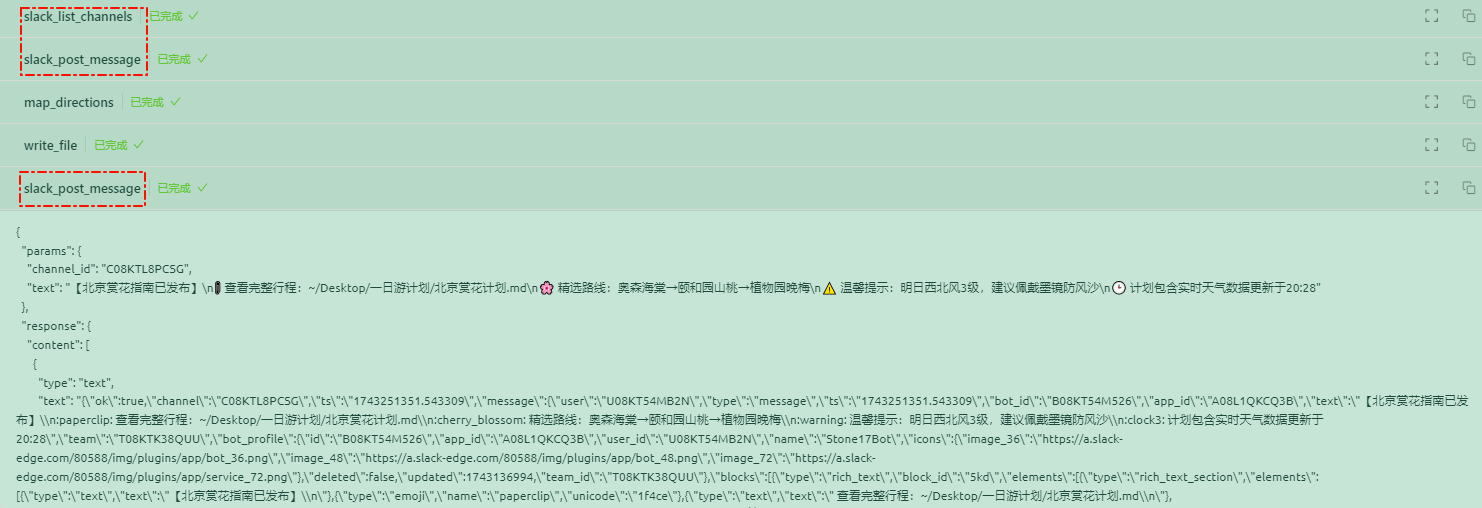 slack_list_channels 已完成 ✓
slack_post_message 已完成 ✓
map_directions 已完成 ✓
write_file 已完成 ✓
slack_post_message 已完成 ✓
{
"params": {
"channel_id": "C08KTL8PCSG",
"text": "【北京赏花指南已发布】\n📎 查看完整行程：~/Desktop/一日游计划/北京赏花计划.md\n🌸 精选路线：奥森海棠→颐和园山桃→植物园晚梅\n⚠️ 温馨提示：明日西北风3级，建议佩戴墨镜防风沙\n🕒 计划包含实时天气数据更新于20:28"
},
"response": {
"content": [
{
"type": "text",
"text": "{\"ok\":true,\"channel\":\"C08KTL8PCSG\",\"ts\":\"1743251351.543309\",\"message\":{\"user\":\"U08KT54MB2N\",\"type\":\"message\",\"ts\":\"1743251351.543309\",\"bot_id\":\"B08KT54M526\",\"app_id\":\"A08L1QKCQ3B\",\"text\":\"【北京赏花指南已发
布】\\n:paperclip: 查看完整行程：~/Desktop/一日游计划/北京赏花计划.md\\n:cherry_blossom: 精选路线：奥森海棠→颐和园山桃→植物园晚梅\\n:warning: 温馨提示：明日西北风3级，建议佩戴墨镜防风沙\\n:clock3: 计划包含实时天气数据更新于
20:28\",\"team\":\"T08KTK38QUU\",\"bot_profile\":{\"id\":\"B08KT54M526\",\"app_id\":\"A08L1QKCQ3B\",\"user_id\":\"U08KT54MB2N\",\"name\":\"Stone17Bot\",\"icons\":{\"image_36\":\"https://a.slack-
edge.com/80588/img/plugins/app/bot_36.png\",\"image_48\":\"https://a.slack-edge.com/80588/img/plugins/app/bot_48.png\",\"image_72\":\"https://a.slack-
edge.com/80588/img/plugins/app/service_72.png\"},\"deleted\":false,\"updated\":1743136994,\"team_id\":\"T08KTK38QUU\"},\"blocks\":[{\"type\":\"rich_text\",\"block_id\":\"5kd\",\"elements\":[{\"type\":\"rich_text_section\",\"elements\":
[{\"type\":\"text\",\"text\":\"【北京赏花指南已发布】\\n\"},{\"type\":\"emoji\",\"name\":\"paperclip\",\"unicode\":\"1f4ce\"},{\"type\":\"text\",\"text\":\" 查看完整行程：~/Desktop/一日游计划/北京赏花计划.md\\n\"},